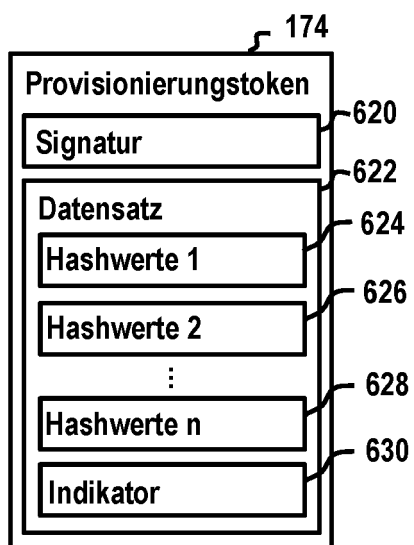 174
Provisionierungstoken
620
Signatur
622
Datensatz
624
Hashwerte 1
626
Hashwerte 2
⋮
628
Hashwerte n
630
Indikator